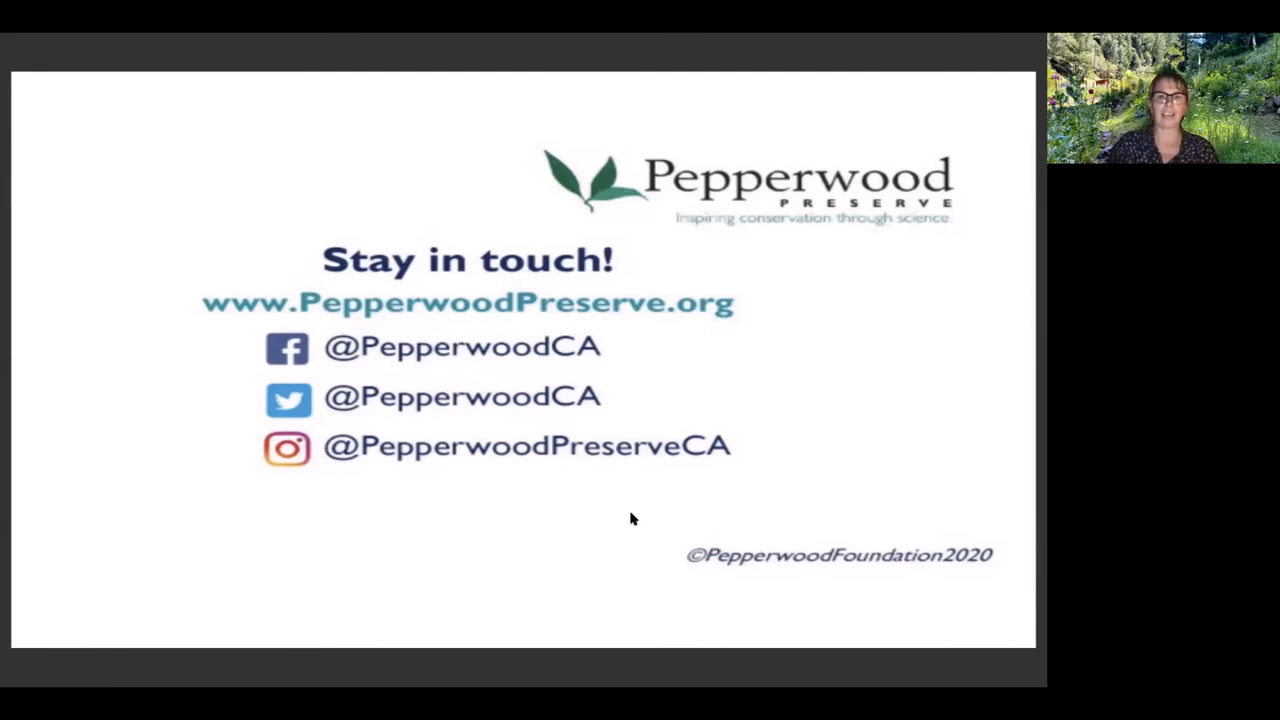 Pepperwood
PRESERVE
Inspiring conservation through science
Stay in touch!
www.PepperwoodPreserve.org
@PepperwoodCA
@PepperwoodCA
@PepperwoodPreserveCA
©PepperwoodFoundation2020